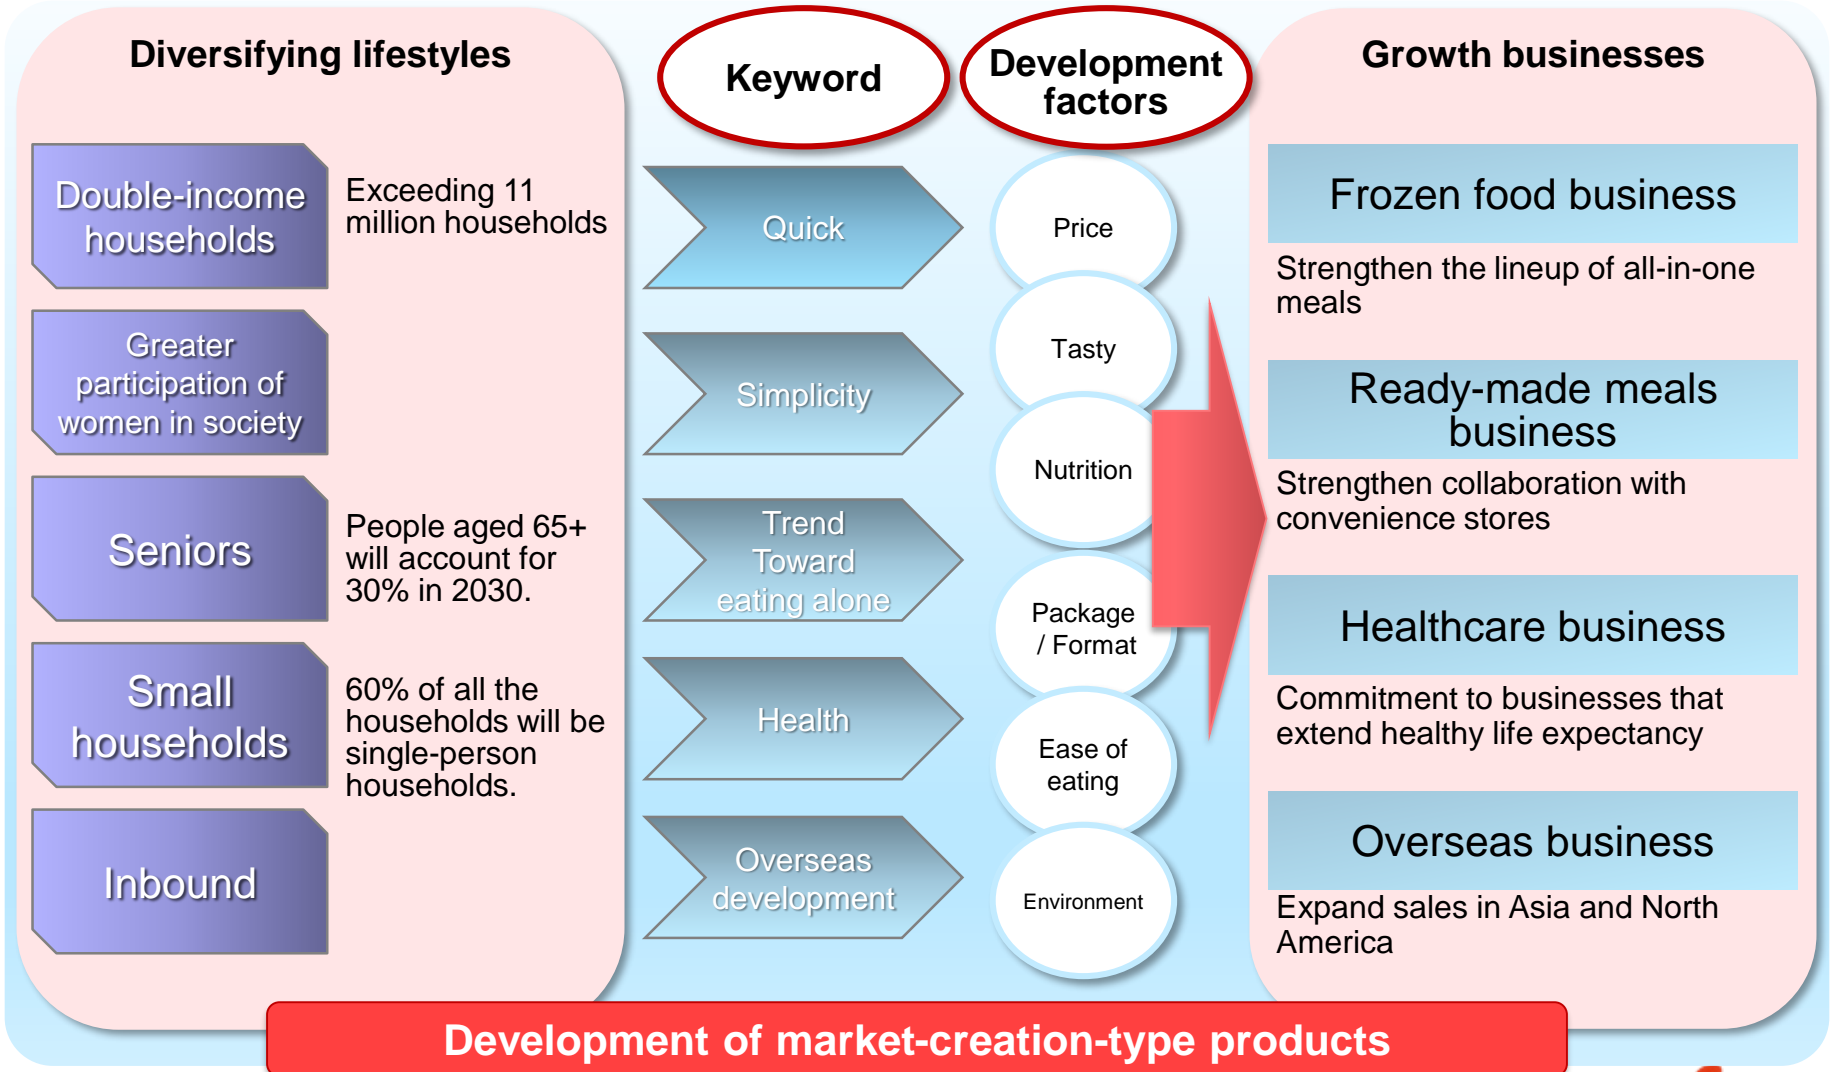 Diversifying lifestyles
Double-income
households
Exceeding 11
million households
Greater
participation of
women in society
Seniors
People aged 65+
will account for
30% in 2030.
Small
households
60% of all the
households will be
single-person
households.
Inbound
Keyword
Quick
Simplicity
Trend
Toward
eating alone
Health
Overseas
development
Development
factors
Price
Tasty
Nutrition
Package
/ Format
Ease of
eating
Environment
Growth businesses
Frozen food business
Strengthen the lineup of all-in-one
meals
Ready-made meals
business
Strengthen collaboration with
convenience stores
Healthcare business
Commitment to businesses that
extend healthy life expectancy
Overseas business
Expand sales in Asia and North
America
Development of market-creation-type products